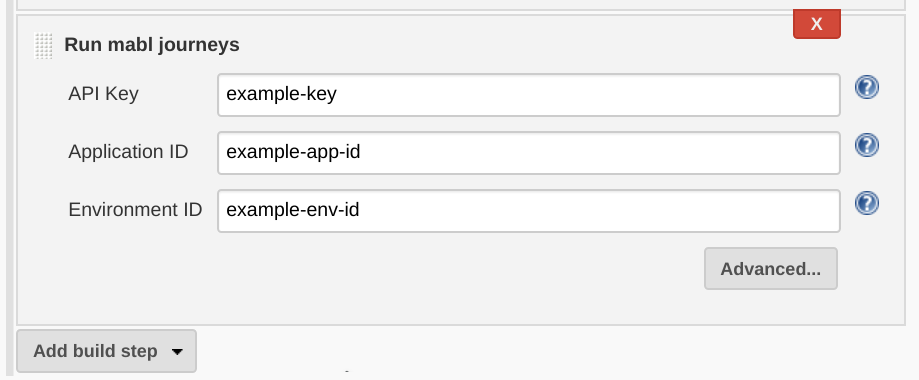 X
Run mabl journeys
API Key example-key ?
Application ID example-app-id ?
Environment ID example-env-id ?
Advanced...
Add build step